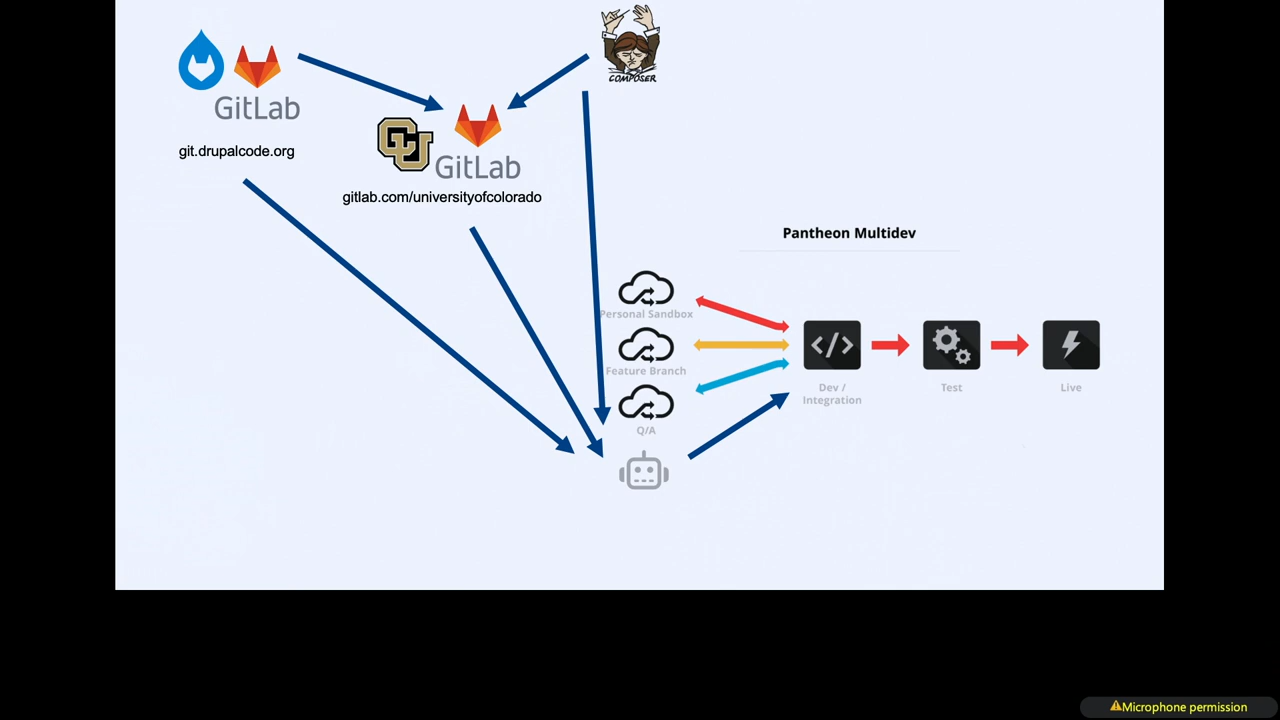 COMPOSER
GitLab
git.drupalcode.org
CU
GitLab
gitlab.com/universityofcolorado
Pantheon Multidev
Personal Sandbox
Feature Branch
Q/A
</>
Dev /
Integration
Test
Live
Microphone permission